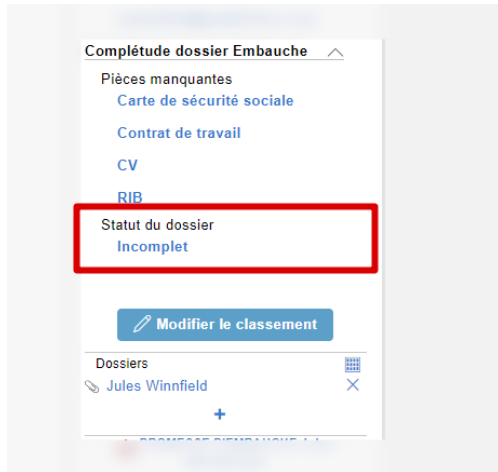 Complétude dossier Embauche
Pièces manquantes
Carte de sécurité sociale
Contrat de travail
CV
RIB
Statut du dossier
Incomplet
Modifier le classement
Dossiers
Jules Winnfield
+